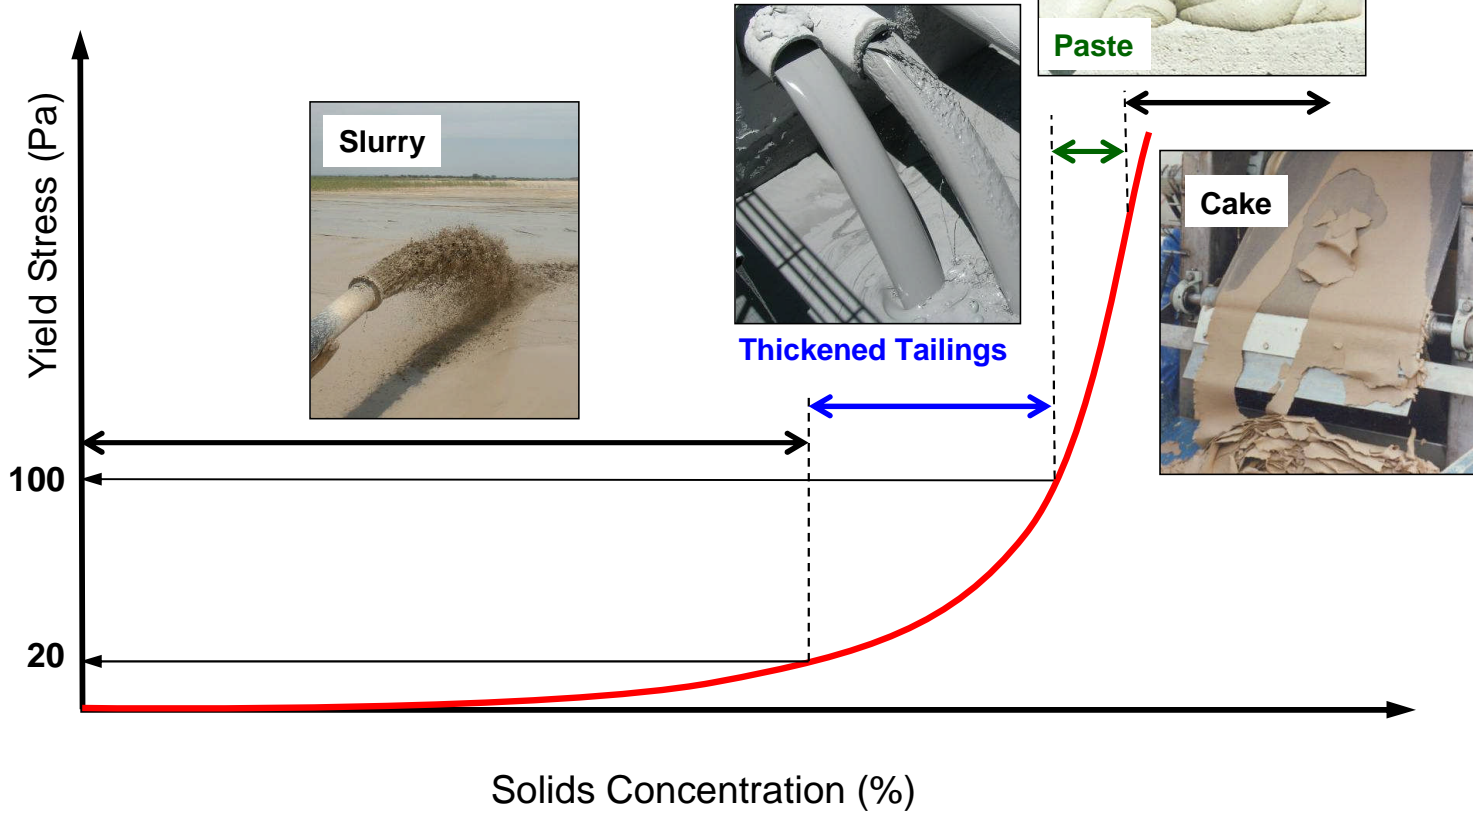 Paste
Yield Stress (Pa)
Slurry
Cake
Thickened Tailings
100
20
Solids Concentration (%)